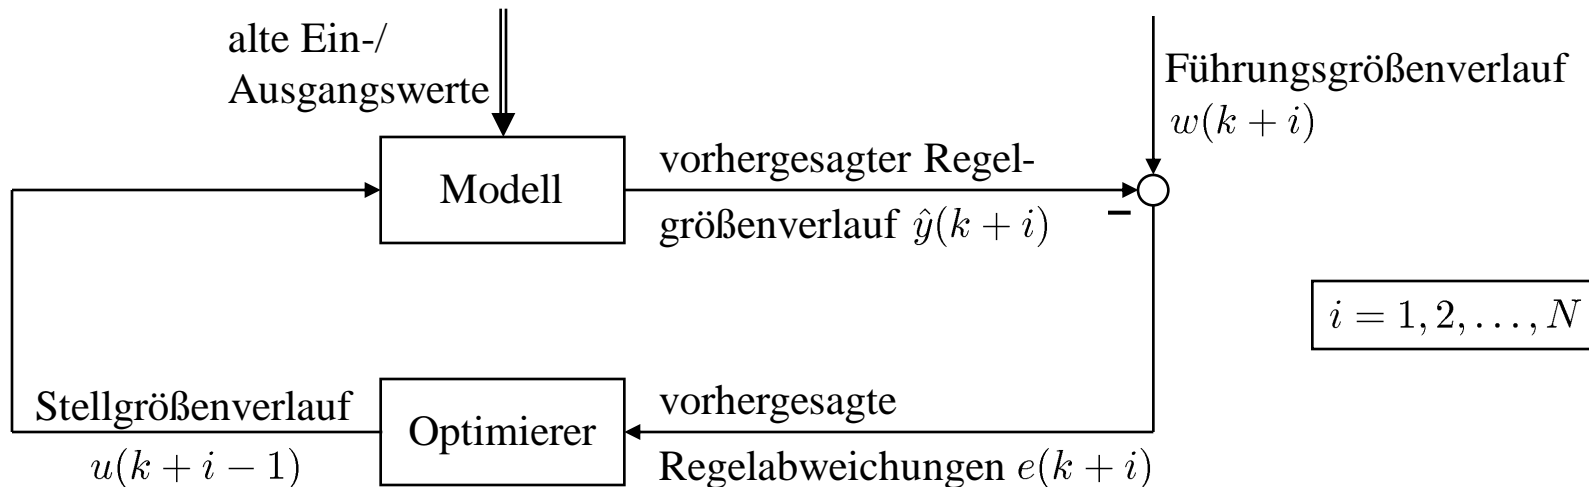 alte Ein-/
Ausgangswerte
Führungsgrößenverlauf
w(k + i)
Modell
vorhergesagter Regel-
größenverlauf ŷ(k + i)
−
i = 1, 2, . . . , N
Stellgrößenverlauf
u(k + i − 1)
Optimierer
vorhergesagte
Regelabweichungen e(k + i)